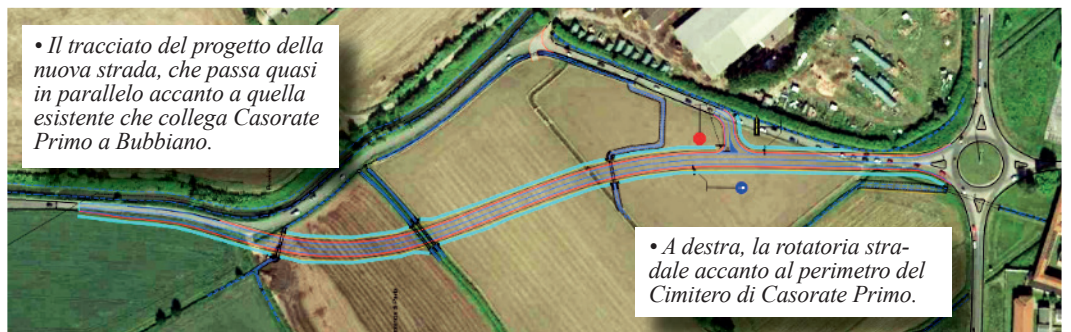 • Il tracciato del progetto della
nuova strada, che passa quasi
in parallelo accanto a quella
esistente che collega Casorate
Primo a Bubbiano.
• A destra, la rotatoria stra-
dale accanto al perimetro del
Cimitero di Casorate Primo.